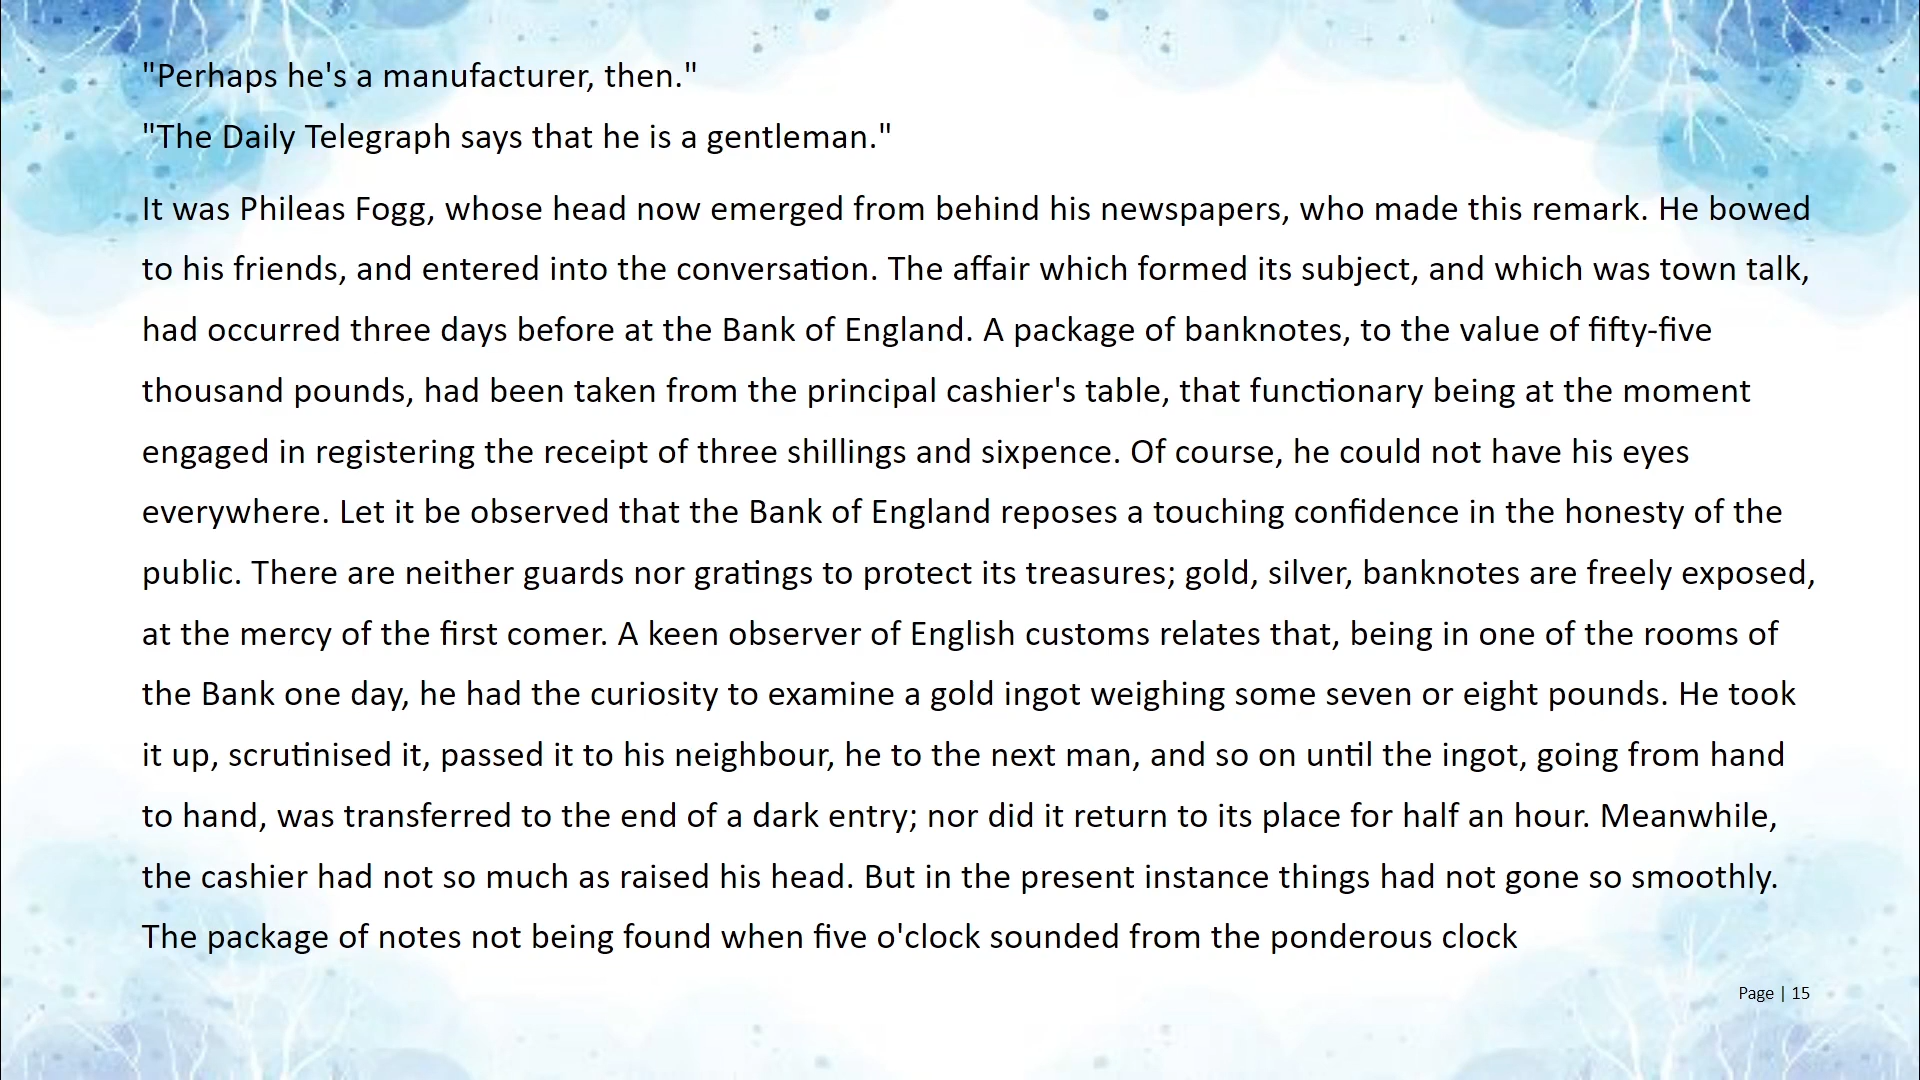 "Perhaps he's a manufacturer, then."
"The Daily Telegraph says that he is a gentleman."
It was Phileas Fogg, whose head now emerged from behind his newspapers, who made this remark. He bowed
to his friends, and entered into the conversation. The affair which formed its subject, and which was town talk,
had occurred three days before at the Bank of England. A package of banknotes, to the value of fifty-five
thousand pounds, had been taken from the principal cashier's table, that functionary being at the moment
engaged in registering the receipt of three shillings and sixpence. Of course, he could not have his eyes
everywhere. Let it be observed that the Bank of England reposes a touching confidence in the honesty of the
public. There are neither guards nor gratings to protect its treasures; gold, silver, banknotes are freely exposed,
at the mercy of the first comer. A keen observer of English customs relates that, being in one of the rooms of
the Bank one day, he had the curiosity to examine a gold ingot weighing some seven or eight pounds. He took
it up, scrutinised it, passed it to his neighbour, he to the next man, and so on until the ingot, going from hand
to hand, was transferred to the end of a dark entry; nor did it return to its place for half an hour. Meanwhile,
the cashier had not so much as raised his head. But in the present instance things had not gone so smoothly.
The package of notes not being found when five o'clock sounded from the ponderous clock
Page | 15